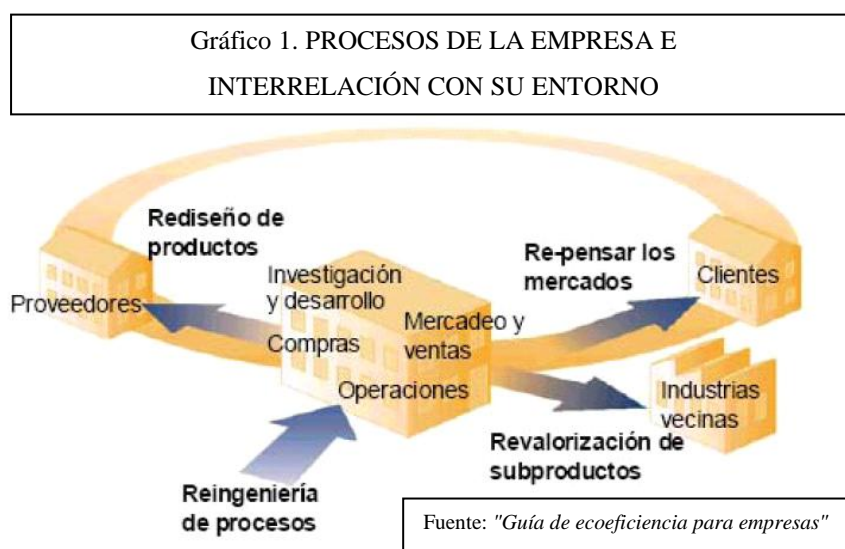 Gráfico 1. PROCESOS DE LA EMPRESA E
INTERRELACIÓN CON SU ENTORNO
Rediseño de
productos
Proveedores
Investigación
y desarrollo
Compras
Mercadeo y
ventas
Operaciones
Re-pensar los
mercados
Clientes
Industrias
vecinas
Revalorización de
subproductos
Reingeniería
de procesos
Fuente: "Guía de ecoeficiencia para empresas"